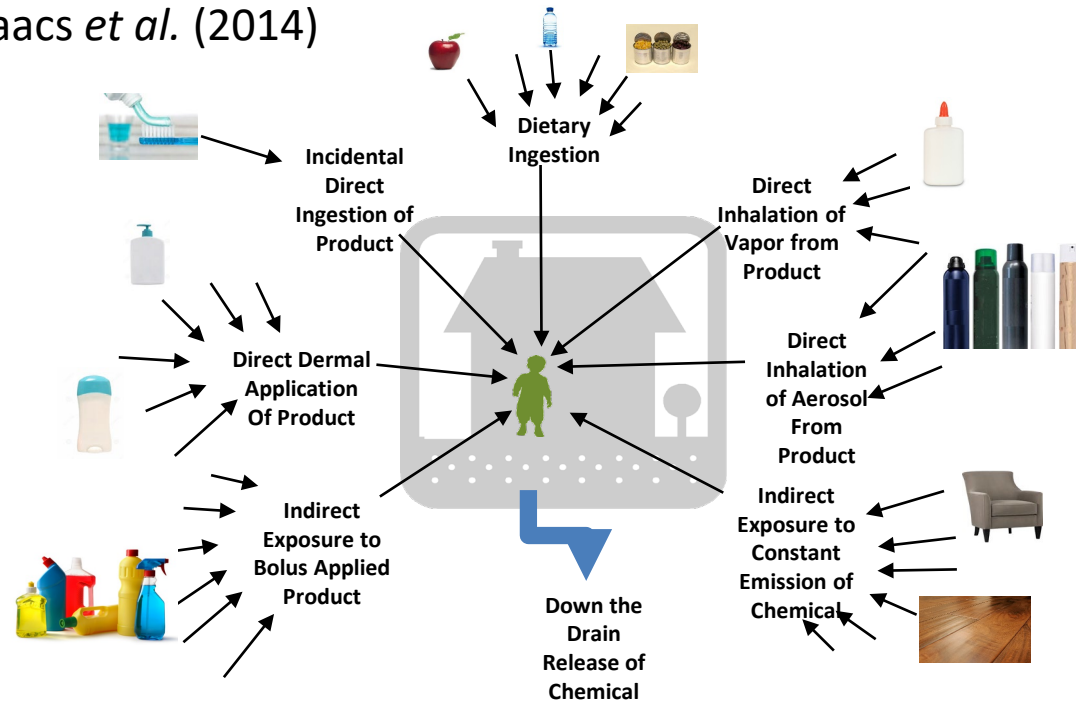 aacs et al. (2014)
Dietary
Ingestion
Incidental
Direct
Ingestion of
Product
Direct
Inhalation of
Vapor from
Product
Direct Dermal
Application
Of Product
Direct
Inhalation
of Aerosol
From
Product
Indirect
Exposure to
Bolus Applied
Product
Indirect
Exposure to
Constant
Emission of
Chemical
Down the
Drain
Release of
Chemical